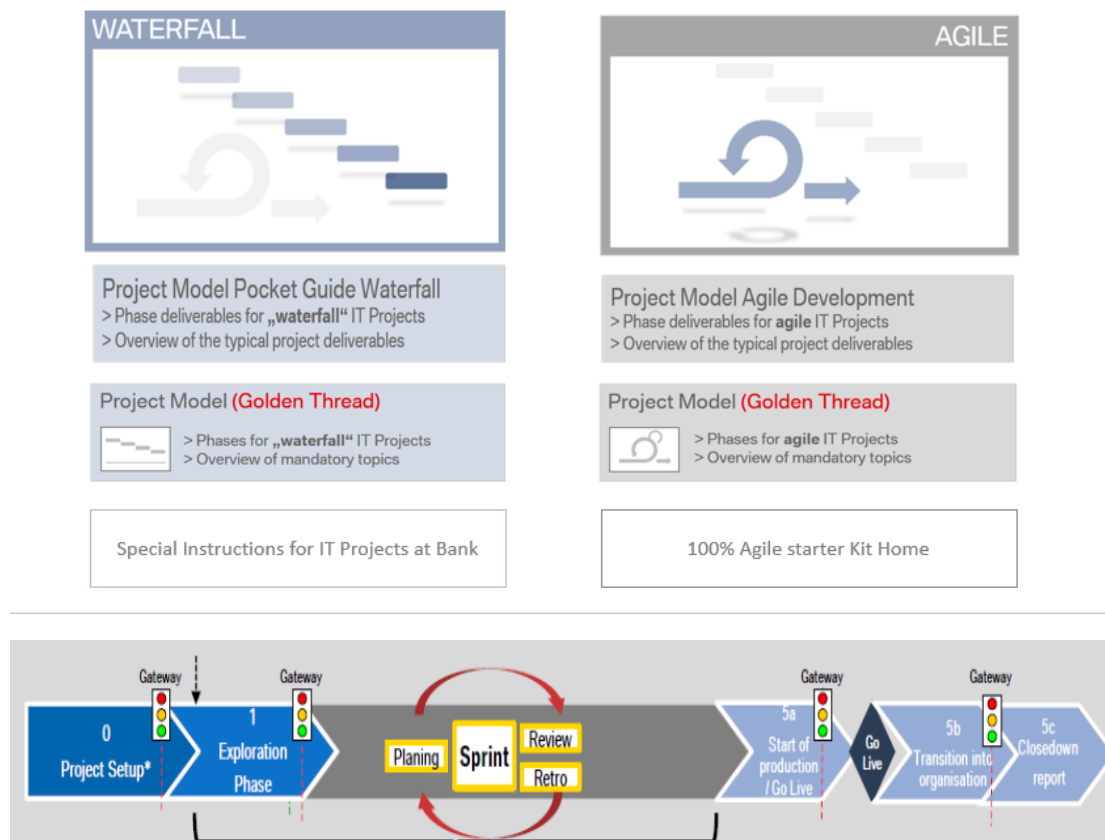 WATERFALL
Project Model Pocket Guide Waterfall
> Phase deliverables for „waterfall“ IT Projects
> Overview of the typical project deliverables
Project Model (Golden Thread)
> Phases for „waterfall“ IT Projects
> Overview of mandatory topics
Special Instructions for IT Projects at Bank
AGILE
Project Model Agile Development
> Phase deliverables for agile IT Projects
> Overview of the typical project deliverables
Project Model (Golden Thread)
> Phases for agile IT Projects
> Overview of mandatory topics
100% Agile starter Kit Home
Gateway
0
Project Setup*
Gateway
1
Exploration
Phase
Planing
Sprint
Review
Retro
Gateway
5a
Start of
production
/ Go Live
Go
Live
Gateway
5b
Transition into
organisation
5c
Closedown
report